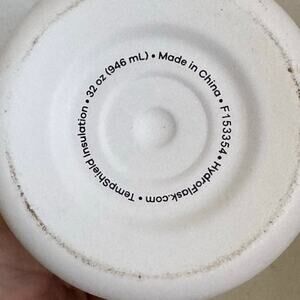 TempShield Insulation • 32 oz (946 mL) • Made in China • F153354 • HydroFlask.com •